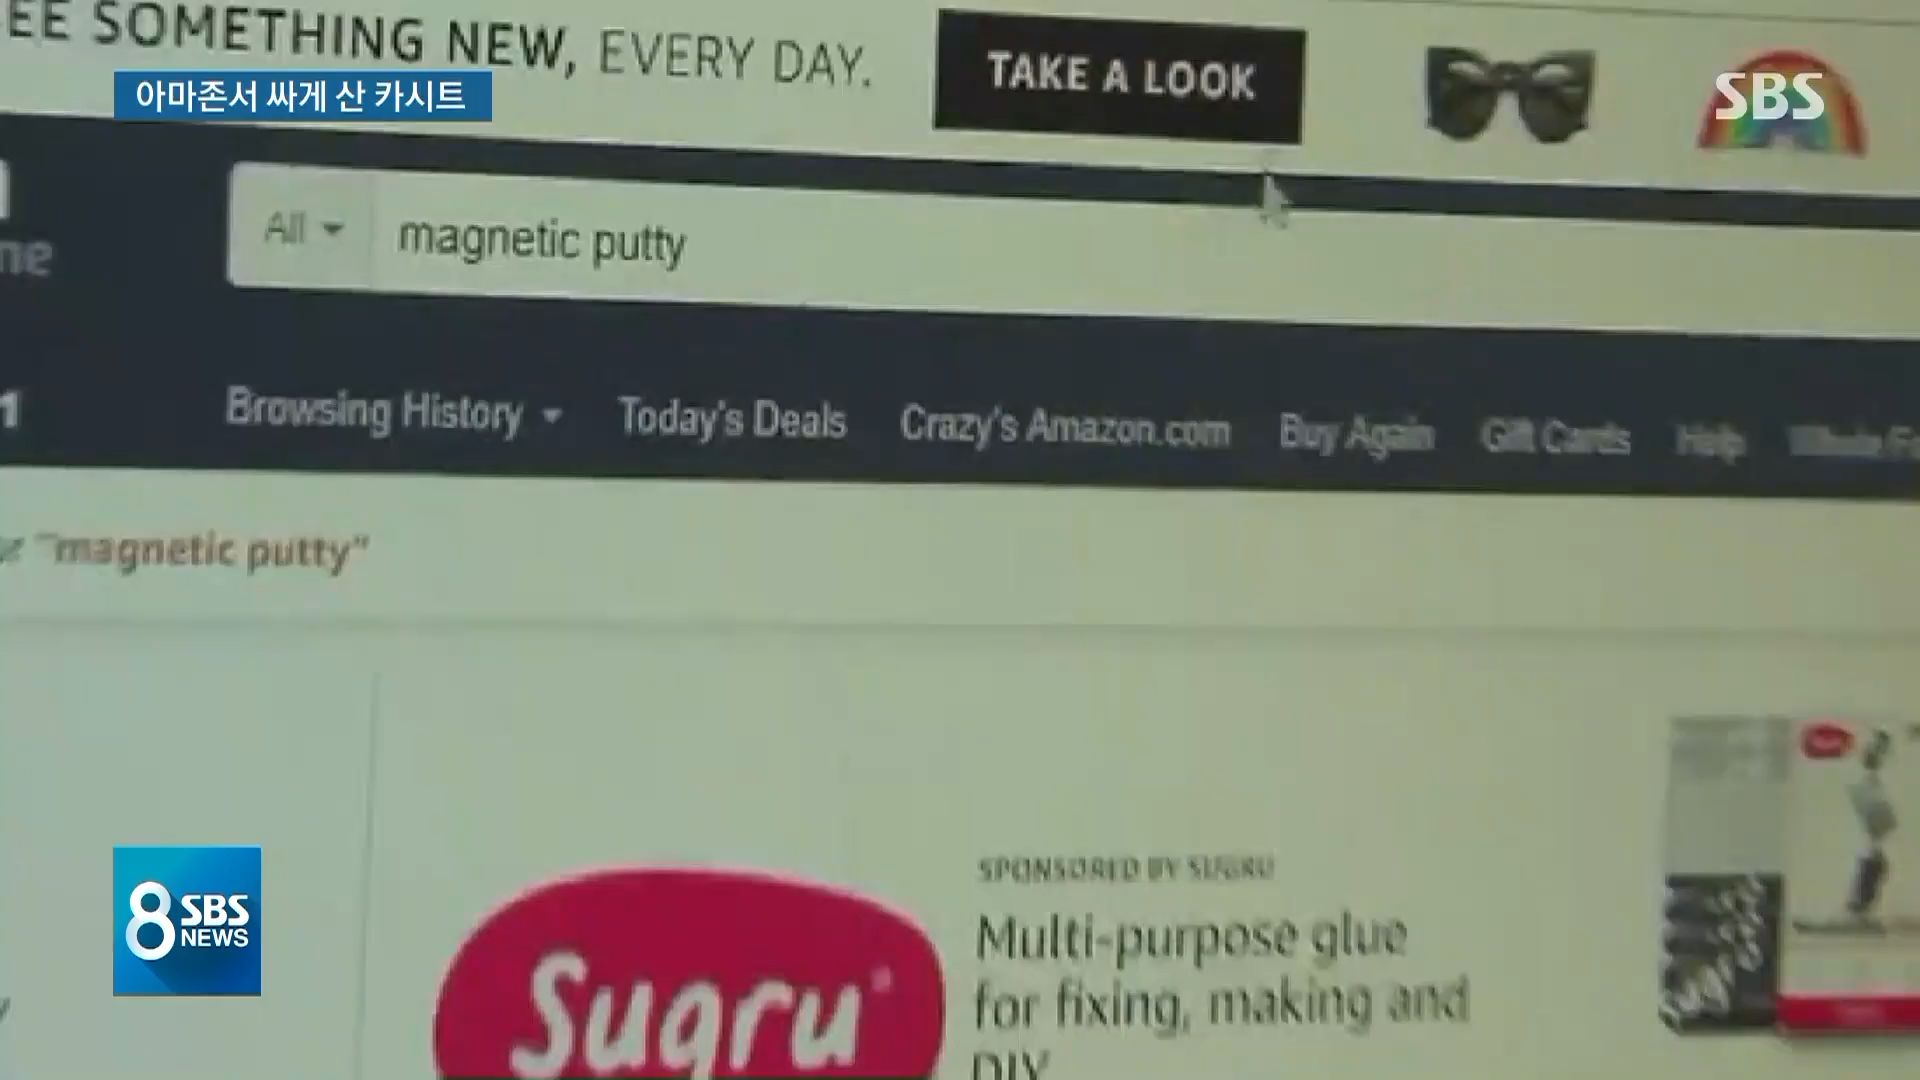 EE SOMETHING NEW, EVERY DAY.
TAKE A LOOK
아마존서 싸게 산 카시트
SBS
All
magnetic putty
me
Browsing History
Today's Deals
Crazy's Amazon.com
Buy Again
Gift Cards
Help
"magnetic putty"
SPONSORED BY SUGRU
Multi-purpose glue
for fixing, making and
DIY
Sugru
8 SBS
NEWS